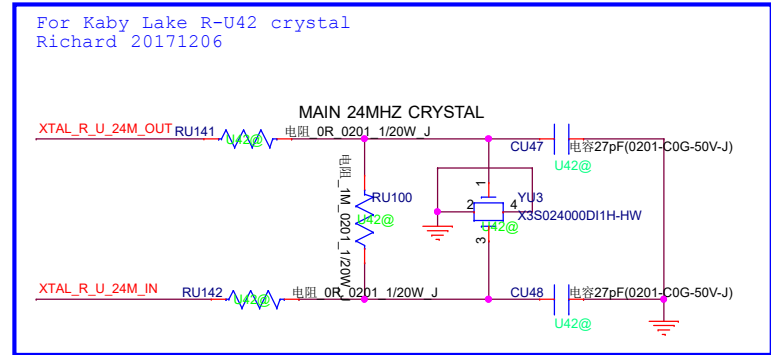 For Kaby Lake R-U42 crystal
Richard 20171206
MAIN 24MHZ CRYSTAL
XTAL_R_U_24M_OUT
RU141
U42@
电阻_0R_0201_1/20W_J
CU47
电容27pF(0201-C0G-50V-J)
U42@
电阻_1M_0201_1/20W_J
RU100
U42@
1
2
4
3
YU3
X3S024000DI1H-HW
U42@
XTAL_R_U_24M_IN
RU142
U42@
电阻_0R_0201_1/20W_J
CU48
电容27pF(0201-C0G-50V-J)
U42@